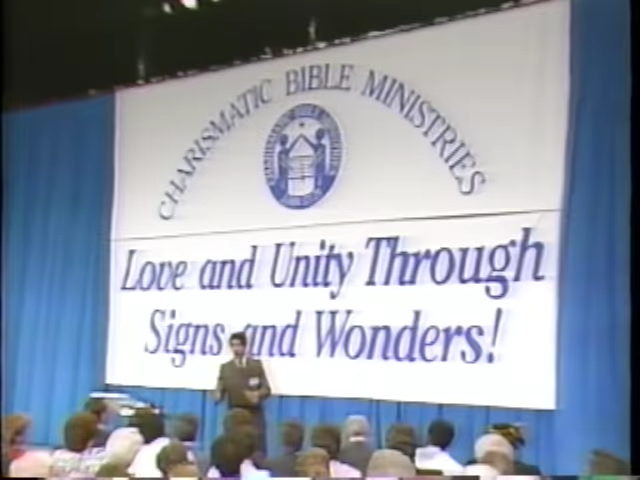 CHARISMATIC BIBLE MINISTRIES
Love and Unity Through
Signs and Wonders!